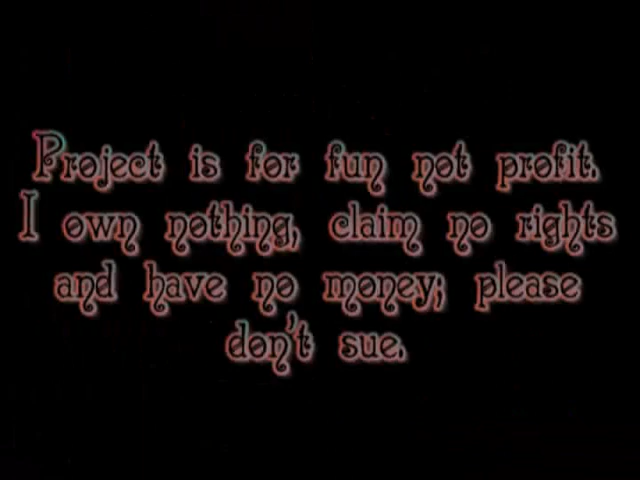 Project is for fun not profit.
I own nothing, claim no rights
and have no money; please
don't sue.